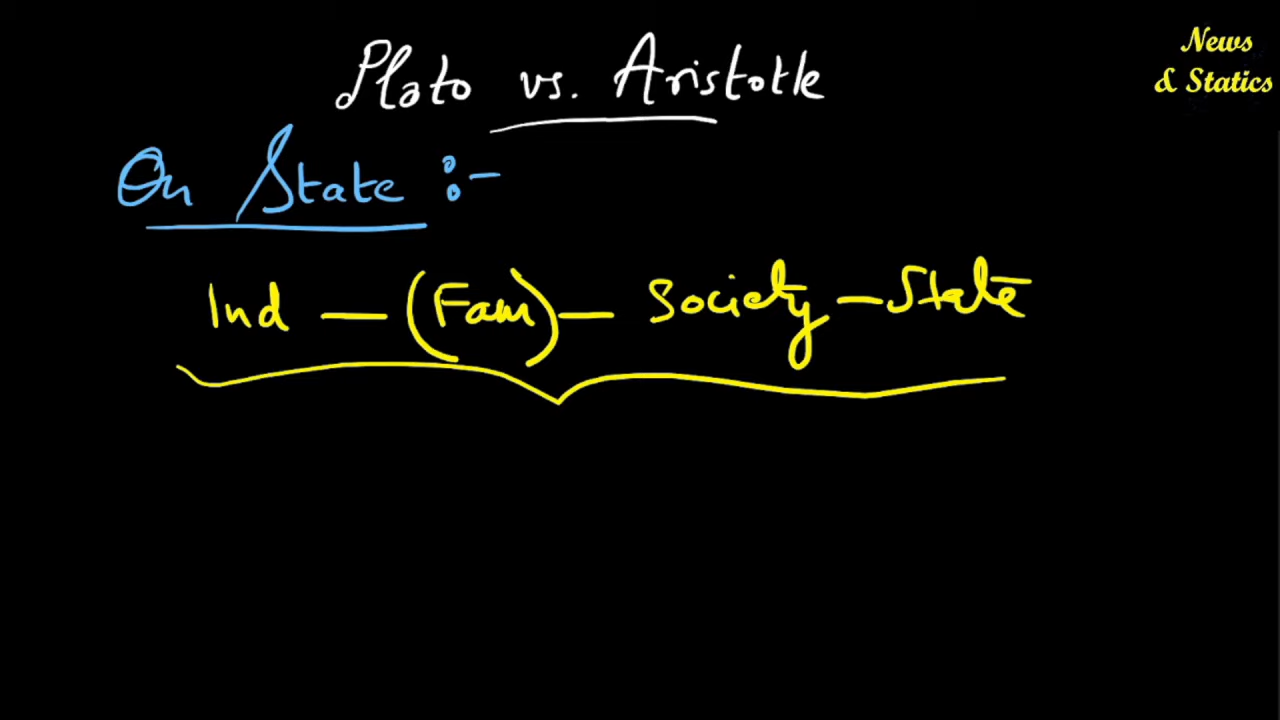 Plato vs. Aristotle
News
& Statics
On State :-
Ind — (Fam) — Society — State